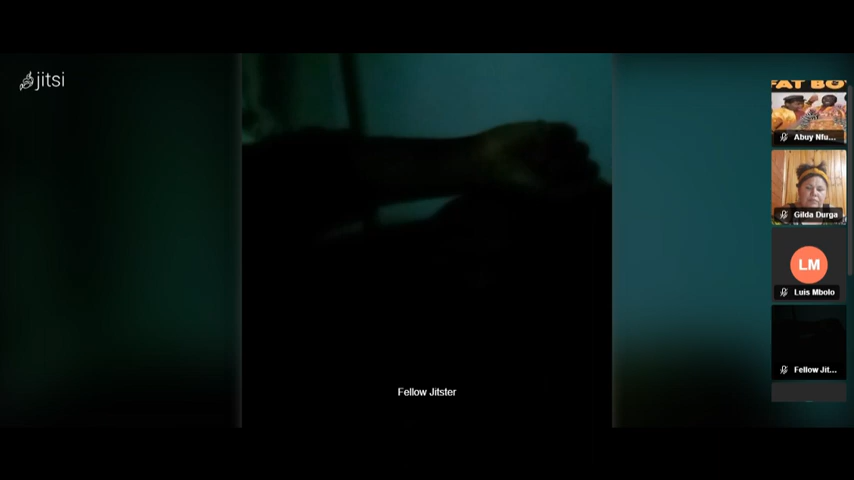 jitsi
FAT BO
Abuy Nfu...
Gilda Durga
LM
Luis Mbolo
Fellow Jit...
Fellow Jitster